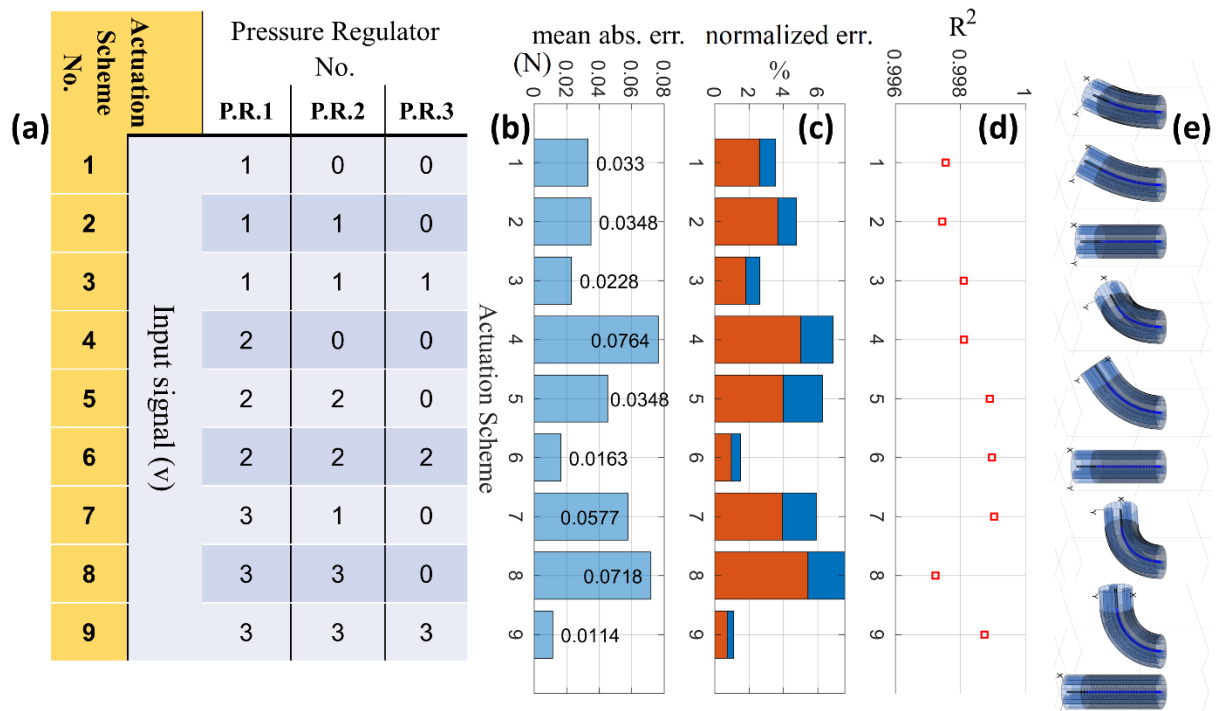 (a)
Actuation
Scheme
No.
Pressure Regulator
No.
P.R.1 P.R.2 P.R.3
Input signal (v)
1 1 0 0
2 1 1 0
3 1 1 1
4 2 0 0
5 2 2 0
6 2 2 2
7 3 1 0
8 3 3 0
9 3 3 3
mean abs. err.
(N)
0 0.02 0.04 0.06 0.08
(b)
Actuation Scheme
1 0.033
2 0.0348
3 0.0228
4 0.0764
5 0.0348
6 0.0163
7 0.0577
8 0.0718
9 0.0114
normalized err.
%
0 2 4 6
(c)
1
2
3
4
5
6
7
8
9
R²
0.996 0.998 1
(d)
1
2
3
4
5
6
7
8
9
(e)
X
Y
X
Y
X
Y
X
Y
X
Y
X
Y
X
Y
Y
X
X